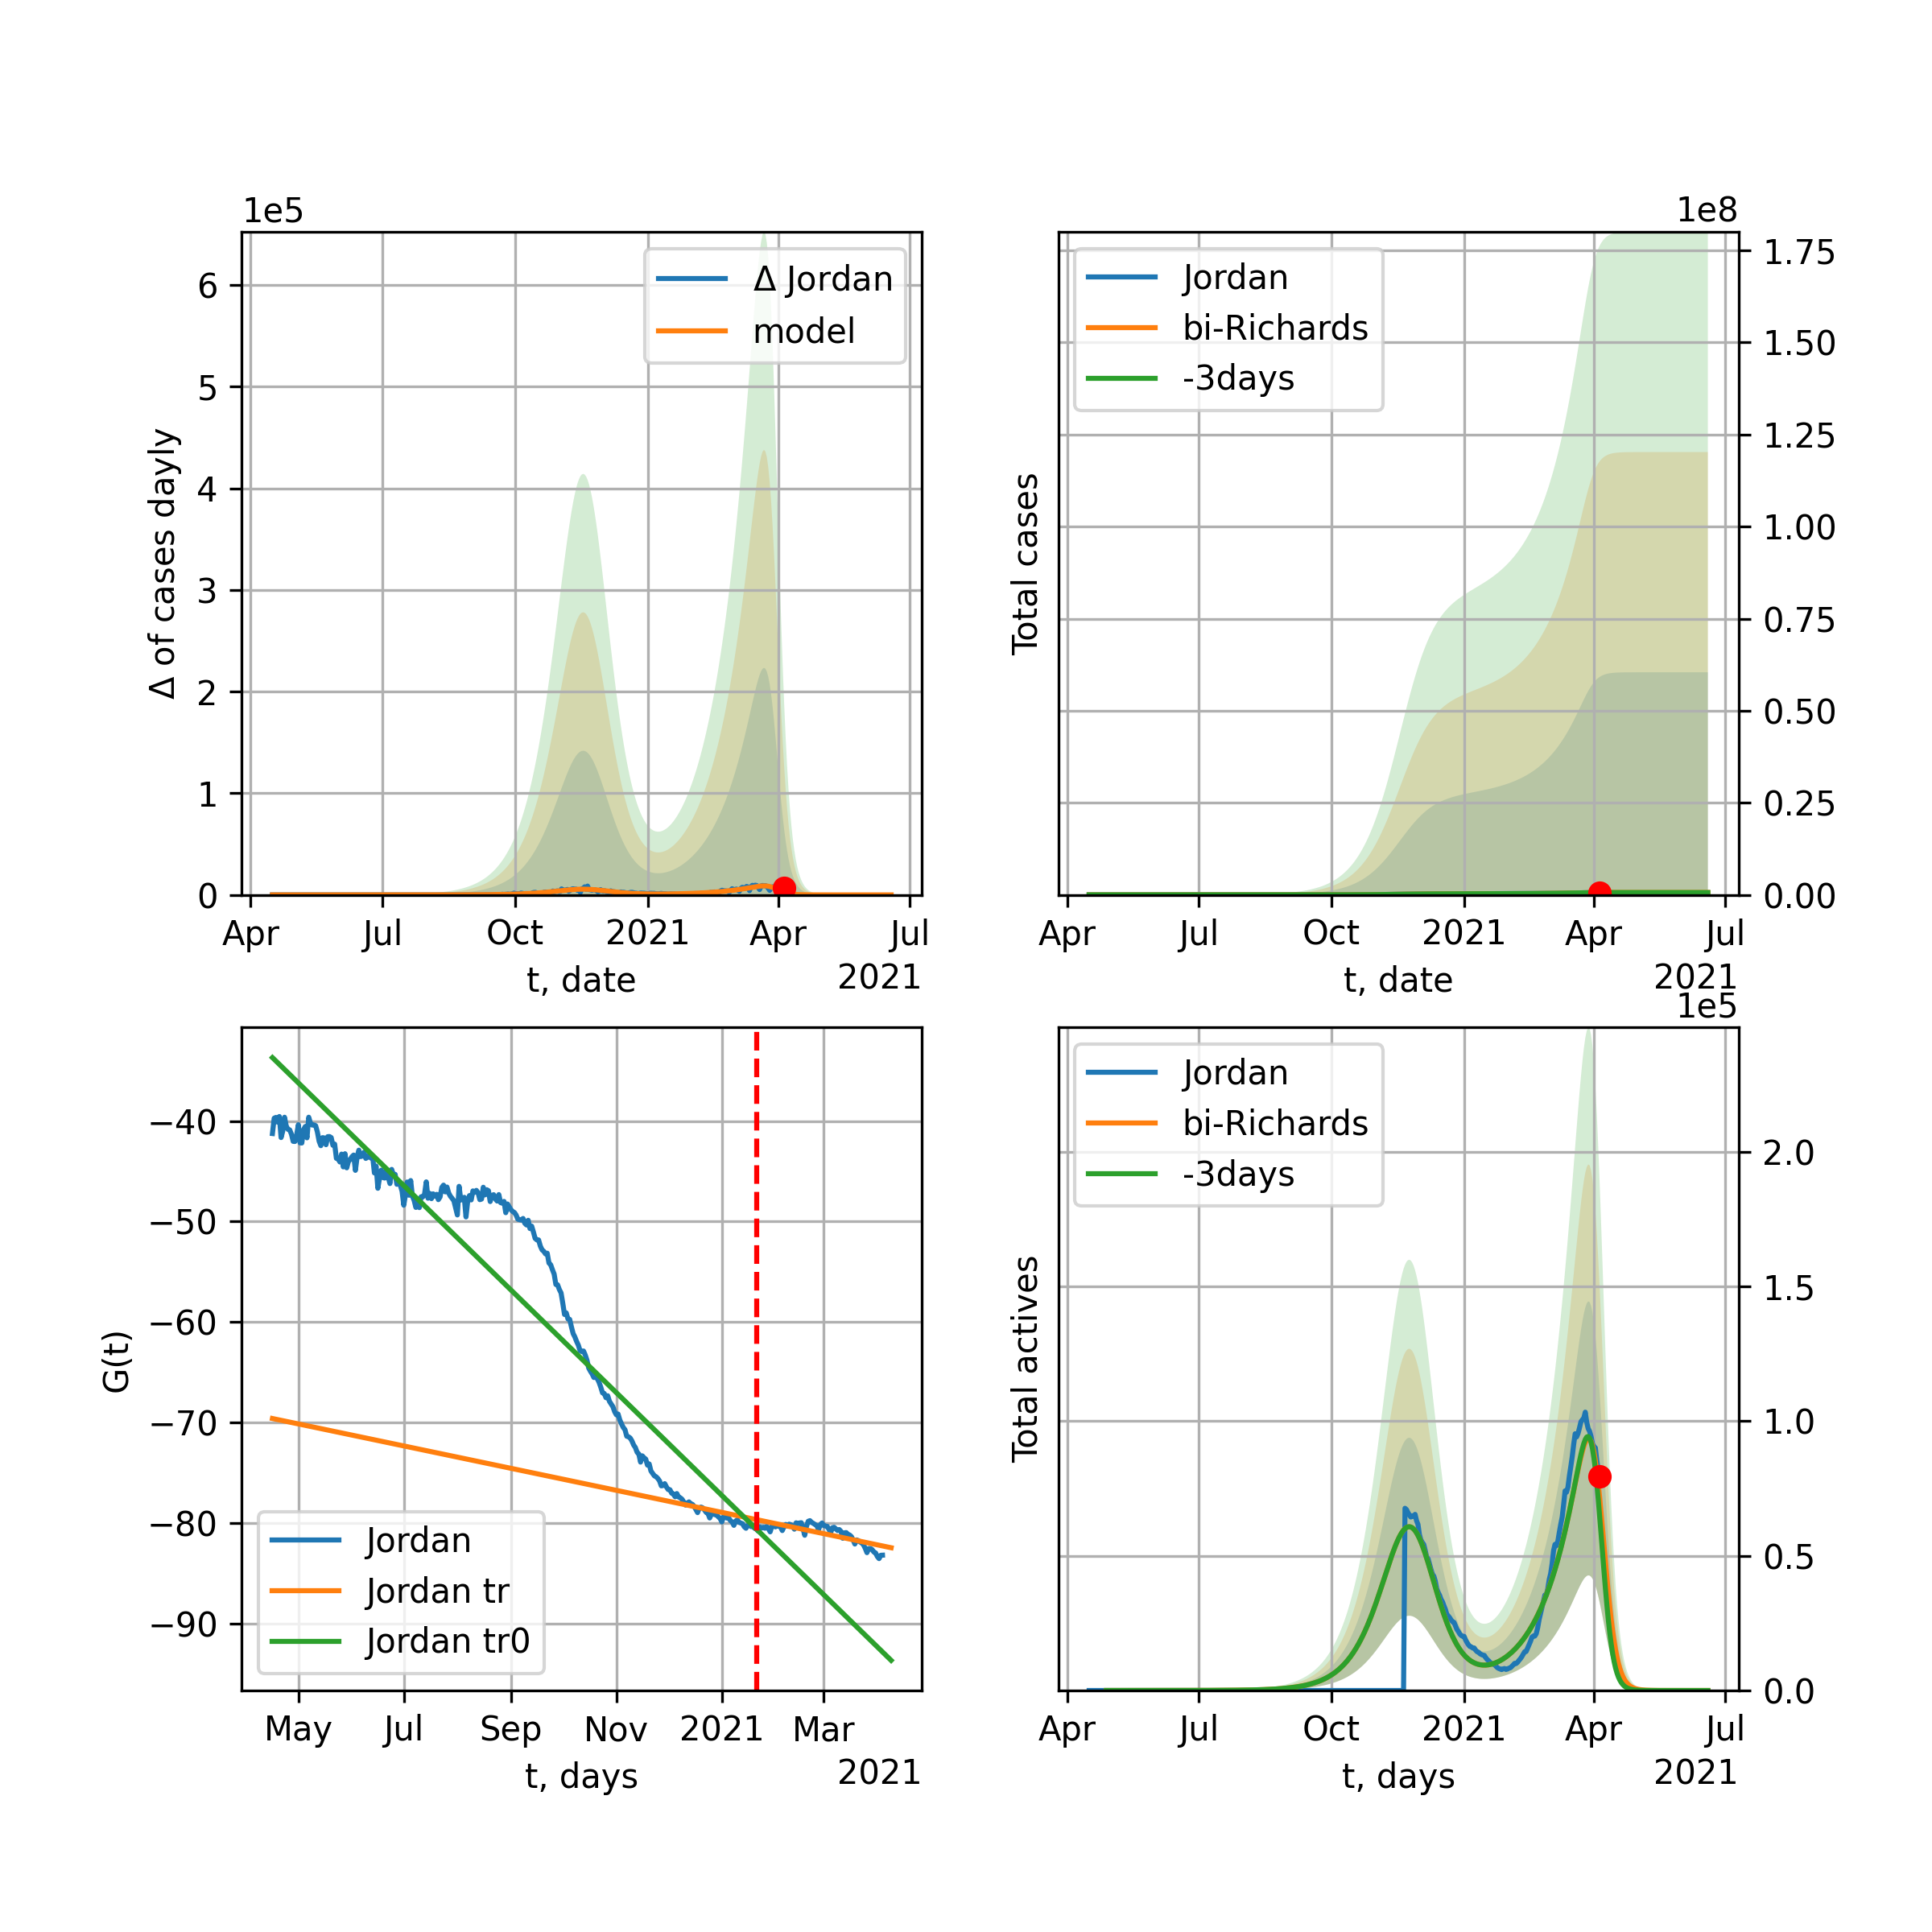 1e5
6
5
4
3
2
1
0
Δ of cases dayly
Δ Jordan
model
Apr Jul Oct 2021 Apr Jul
t, date
2021
1e8
1.75
1.50
1.25
1.00
0.75
0.50
0.25
0.00
Total cases
Jordan
bi-Richards
-3days
Apr Jul Oct 2021 Apr Jul
t, date
2021
−40
−50
−60
−70
−80
−90
G(t)
Jordan
Jordan tr
Jordan tr0
May Jul Sep Nov 2021 Mar
t, days
2021
1e5
2.0
1.5
1.0
0.5
0.0
Total actives
Jordan
bi-Richards
-3days
Apr Jul Oct 2021 Apr Jul
t, days
2021